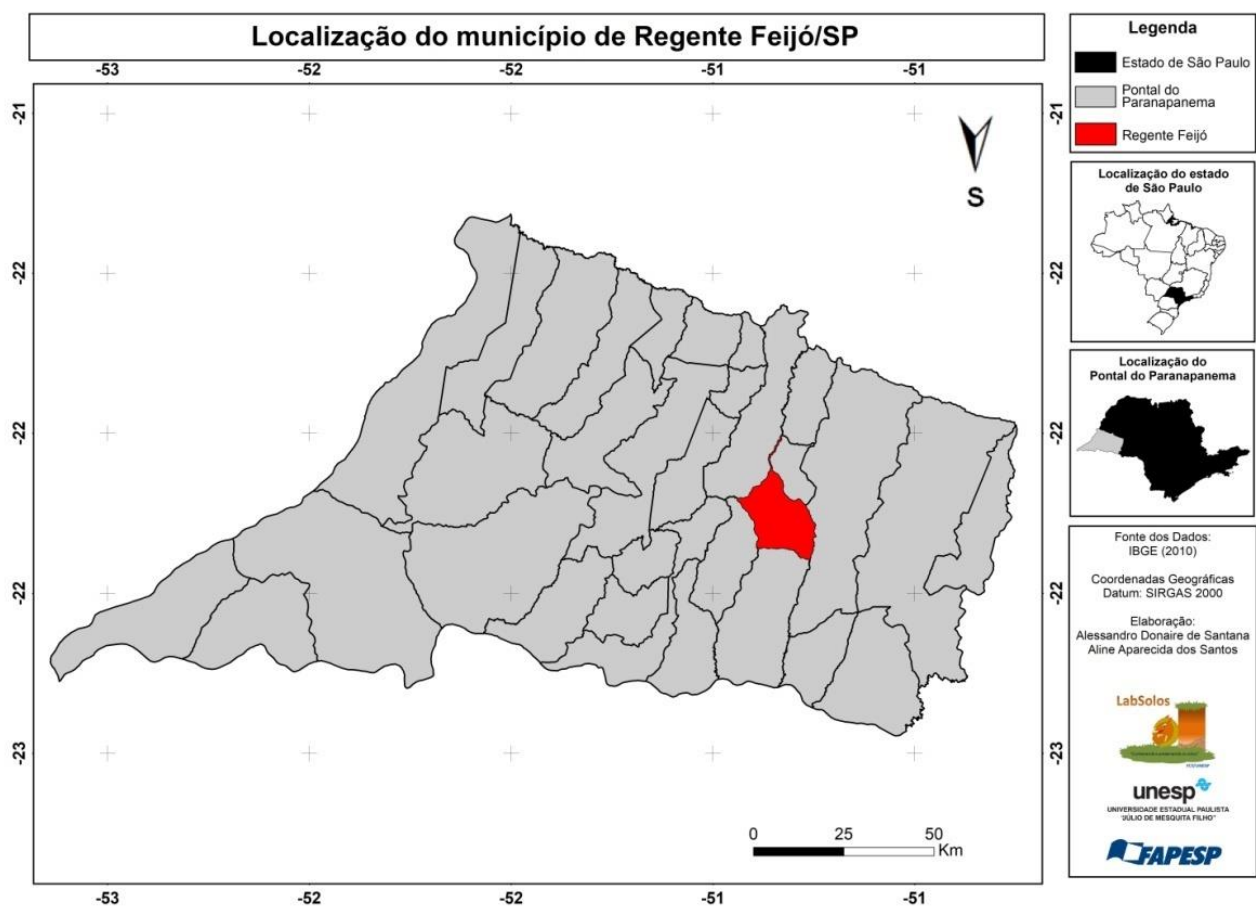 Localização do município de Regente Feijó/SP
-53 -52 -52 -51 -51
-21
-22
-22
-22
-23
-21
-22
-22
-22
-23
S
0 25 50
Km
-53 -52 -52 -51 -51
Legenda
Estado de São Paulo
Pontal do
Paranapanema
Regente Feijó
Localização do estado
de São Paulo
Localização do
Pontal do Paranapanema
Fonte dos Dados:
IBGE (2010)
Coordenadas Geográficas
Datum: SIRGAS 2000
Elaboração:
Alessandro Donaire de Santana
Aline Aparecida dos Santos
LabSolos
unesp
UNIVERSIDADE ESTADUAL PAULISTA
"JÚLIO DE MESQUITA FILHO"
FAPESP